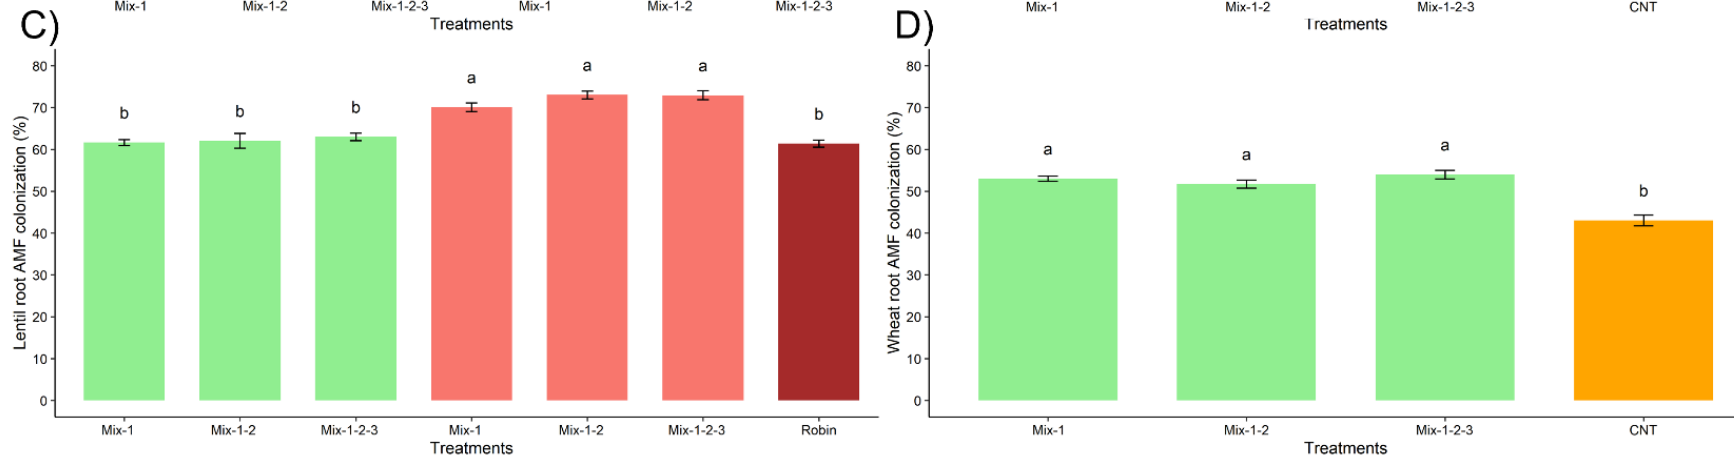 Mix-1 Mix-1-2 Mix-1-2-3 Mix-1 Mix-1-2 Mix-1-2-3
Treatments
C)
Lentil root AMF colonization (%)
80
70
60
50
40
30
20
10
0
b b b a a a b
Mix-1 Mix-1-2 Mix-1-2-3 Mix-1 Mix-1-2 Mix-1-2-3 Robin
Treatments
Mix-1 Mix-1-2 Mix-1-2-3 CNT
Treatments
D)
Wheat root AMF colonization (%)
80
70
60
50
40
30
20
10
0
a a a b
Mix-1 Mix-1-2 Mix-1-2-3 CNT
Treatments